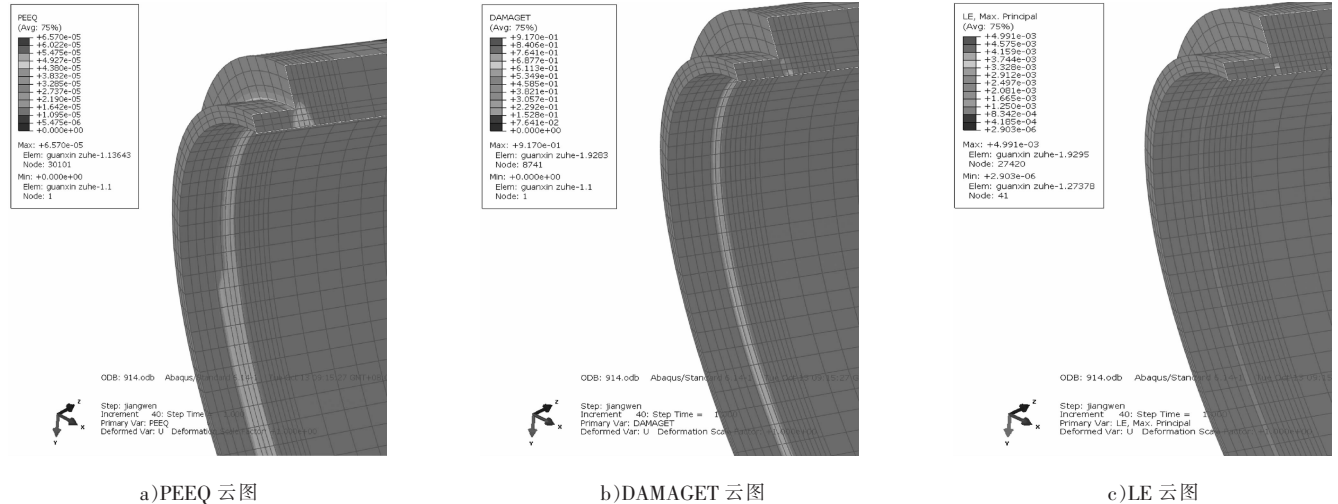 PEEQ
(Avg: 75%)
+6.570e-05
+6.022e-05
+5.475e-05
+4.927e-05
+4.380e-05
+3.832e-05
+3.285e-05
+2.737e-05
+2.190e-05
+1.642e-05
+1.095e-05
+5.475e-06
+0.000e+00
Max: +6.570e-05
Elem: guanxin zuhe-1.13643
Node: 30101
Min: +0.000e+00
Elem: guanxin zuhe-1.1
Node: 1
ODB: 914.odb Abaqus/Standard
Z
X
Y
Step: jiangwen
Increment 40: Step Time =
Primary Var: PEEQ
Deformed Var: U Deformation
a)PEEQ 云图
DAMAGET
(Avg: 75%)
+9.170e-01
+8.406e-01
+7.641e-01
+6.877e-01
+6.113e-01
+5.349e-01
+4.585e-01
+3.821e-01
+3.057e-01
+2.292e-01
+1.528e-01
+7.641e-02
+0.000e+00
Max: +9.170e-01
Elem: guanxin zuhe-1.9283
Node: 8741
Min: +0.000e+00
Elem: guanxin zuhe-1.1
Node: 1
ODB: 914.odb Abaqus/Standard
Z
X
Y
Step: jiangwen
Increment 40: Step Time =
Primary Var: DAMAGET
Deformed Var: U Deformation
b)DAMAGET 云图
LE, Max. Principal
(Avg: 75%)
+4.991e-03
+4.575e-03
+4.159e-03
+3.744e-03
+3.328e-03
+2.912e-03
+2.497e-03
+2.081e-03
+1.665e-03
+1.250e-03
+8.342e-04
+4.185e-04
+2.903e-06
Max: +4.991e-03
Elem: guanxin zuhe-1.9295
Node: 27420
Min: +2.903e-06
Elem: guanxin zuhe-1.27378
Node: 41
ODB: 914.odb Abaqus/Standard
Z
X
Y
Step: jiangwen
Increment 40: Step Time =
Primary Var: LE, Max. Principal
Deformed Var: U Deformation
c)LE 云图